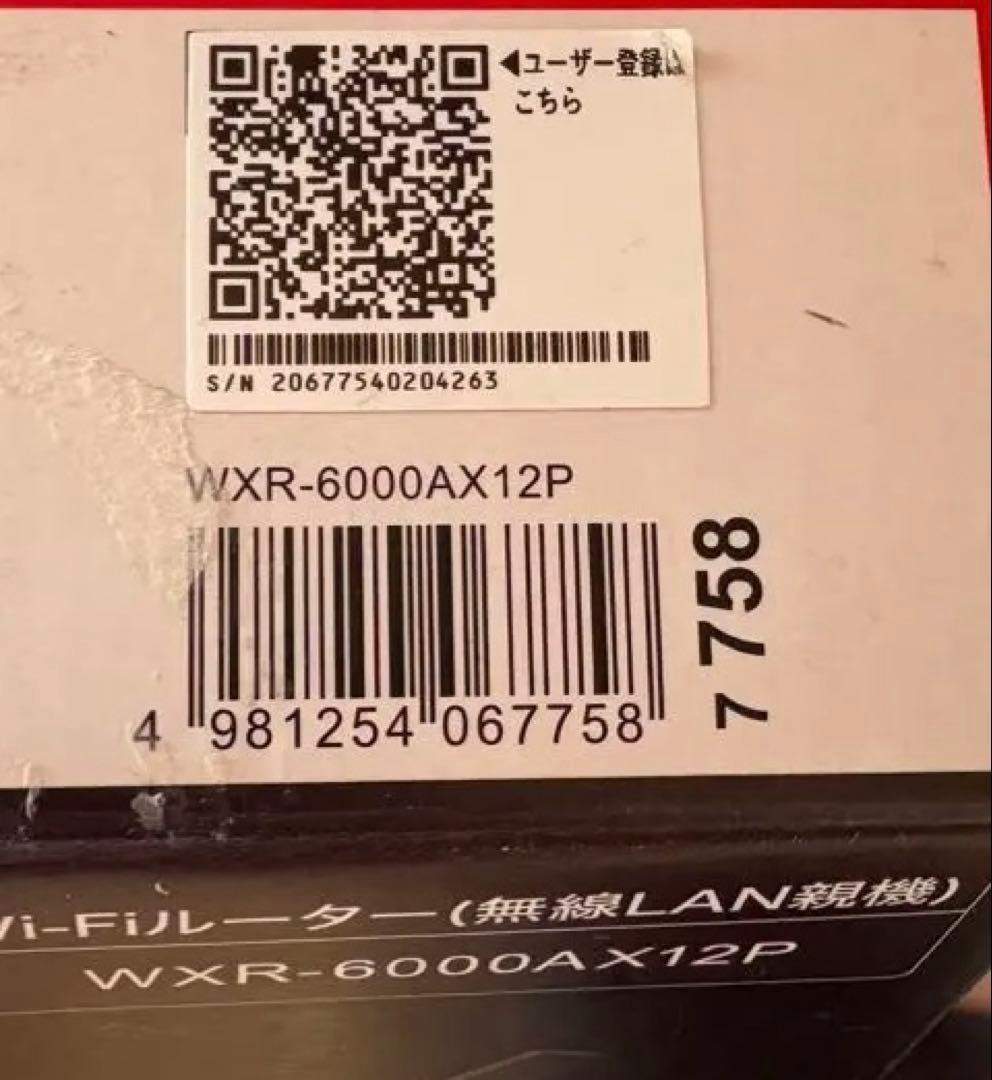 ◀ユーザー登録は
こちら
S/N 20677540204263
WXR-6000AX12P
4 981254 067758
7 758
Wi-Fiルーター(無線LAN親機)
WXR-6000AX12P